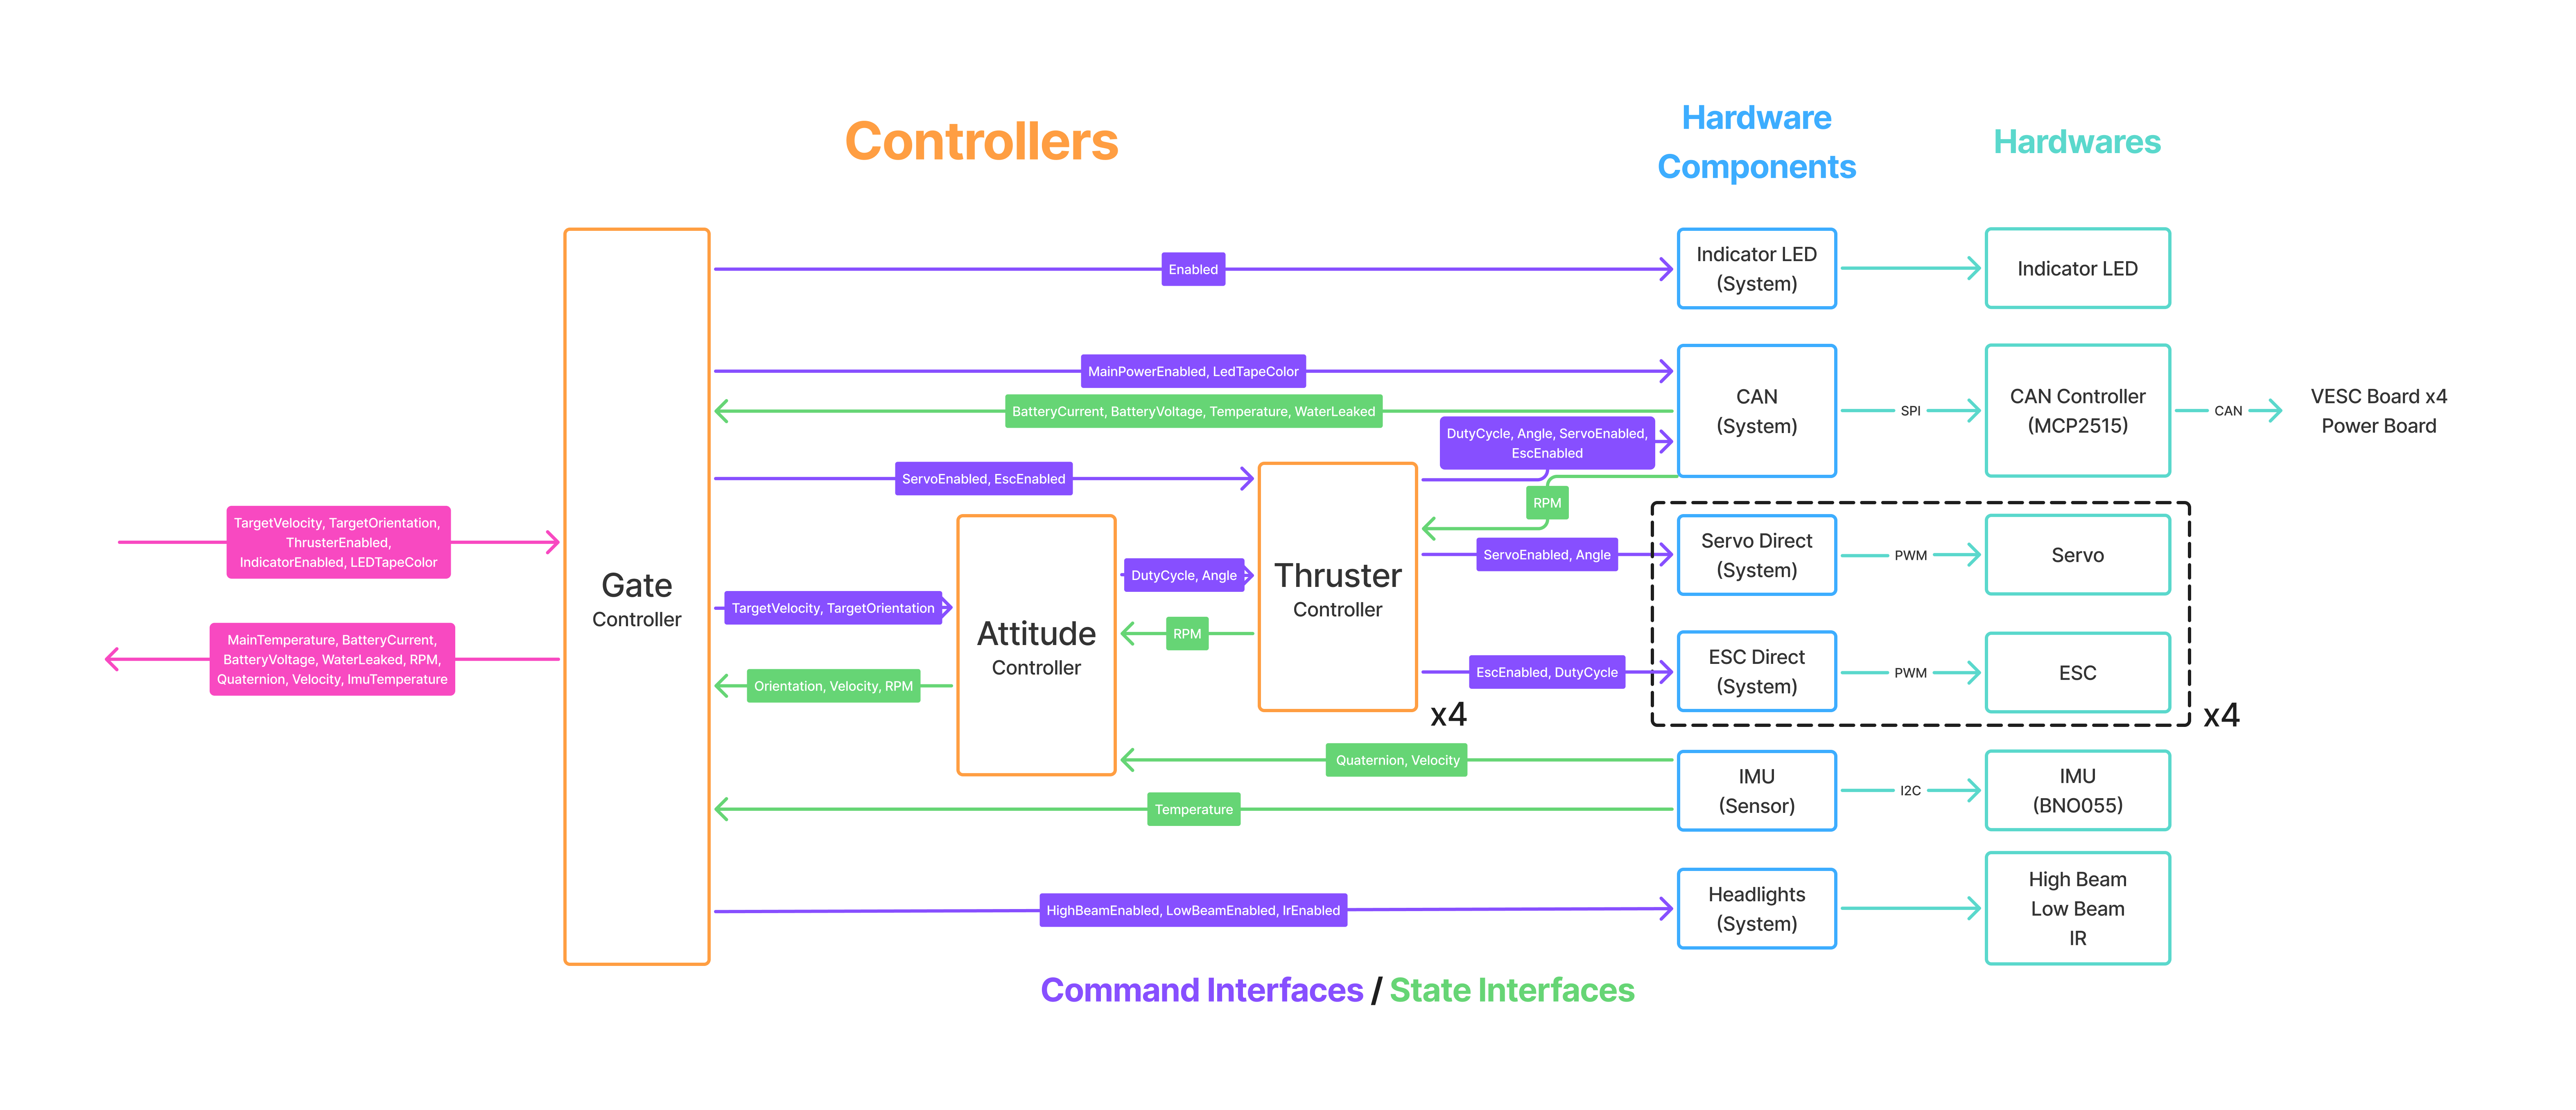 Controllers
Hardware
Components
Hardwares
Enabled
Indicator LED
(System)
Indicator LED
MainPowerEnabled, LedTapeColor
BatteryCurrent, BatteryVoltage, Temperature, WaterLeaked
CAN
(System)
SPI
CAN Controller
(MCP2515)
CAN
VESC Board x4
Power Board
DutyCycle, Angle, ServoEnabled,
EscEnabled
ServoEnabled, EscEnabled
RPM
TargetVelocity, TargetOrientation,
ThrusterEnabled,
IndicatorEnabled, LEDTapeColor
MainTemperature, BatteryCurrent,
BatteryVoltage, WaterLeaked, RPM,
Quaternion, Velocity, ImuTemperature
Gate
Controller
TargetVelocity, TargetOrientation
Orientation, Velocity, RPM
Attitude
Controller
DutyCycle, Angle
RPM
Thruster
Controller
x4
ServoEnabled, Angle
EscEnabled, DutyCycle
Servo Direct
(System)
PWM
Servo
ESC Direct
(System)
PWM
ESC
x4
Quaternion, Velocity
Temperature
IMU
(Sensor)
I2C
IMU
(BNO055)
HighBeamEnabled, LowBeamEnabled, IrEnabled
Headlights
(System)
High Beam
Low Beam
IR
Command Interfaces / State Interfaces